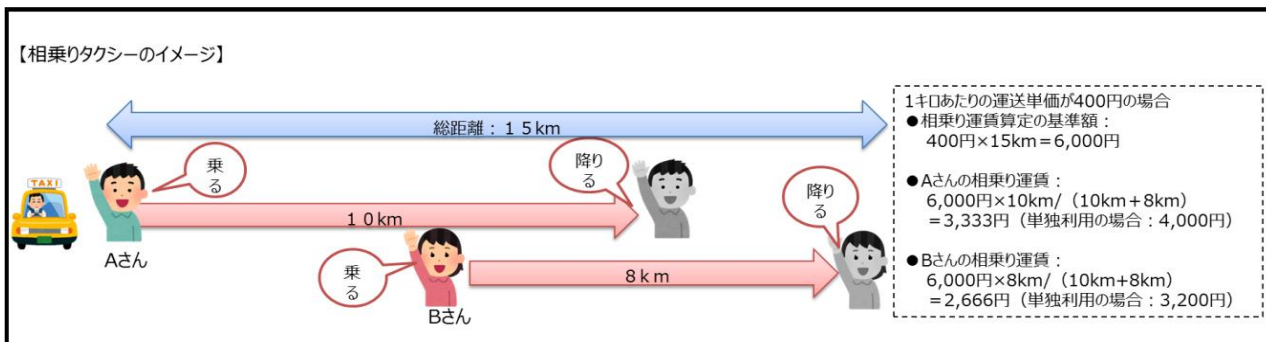 【相乗りタクシーのイメージ】
総距離：１５km
TAXI
乗
る
降り
る
１０km
Aさん
乗
る
降り
る
８km
Bさん
1キロあたりの運送単価が400円の場合
●相乗り運賃算定の基準額：
400円×15km＝6,000円
●Aさんの相乗り運賃：
6,000円×10km/（10km＋8km）
＝3,333円（単独利用の場合：4,000円）
●Bさんの相乗り運賃：
6,000円×8km/（10km+8km）
＝2,666円（単独利用の場合：3,200円）